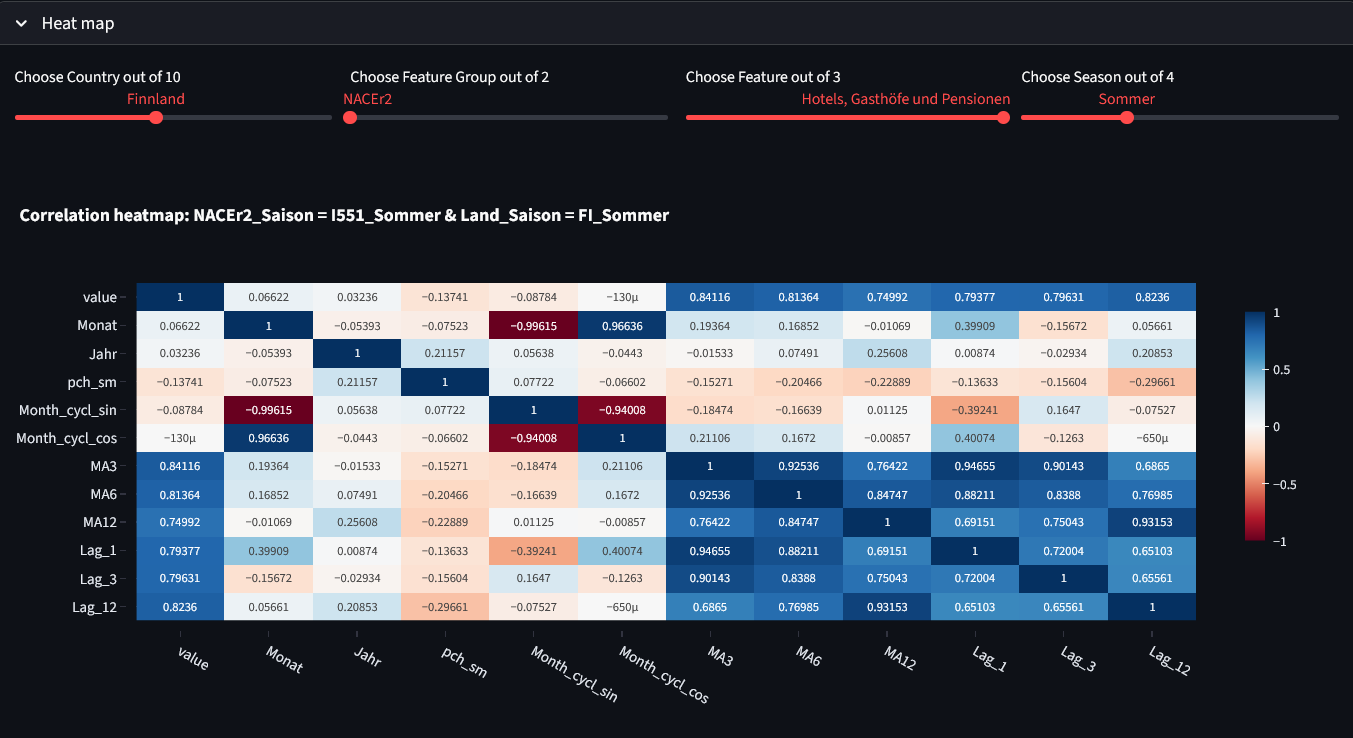 Heat map
Choose Country out of 10 Choose Feature Group out of 2 Choose Feature out of 3 Choose Season out of 4
Finnland NACEr2 Hotels, Gasthöfe und Pensionen Sommer
Correlation heatmap: NACEr2_Saison = I551_Sommer & Land_Saison = FI_Sommer
value 1 0.06622 0.03236 −0.13741 −0.08784 −130μ 0.84116 0.81364 0.74992 0.79377 0.79631 0.8236
Monat 0.06622 1 −0.05393 −0.07523 −0.99615 0.96636 0.19364 0.16852 −0.01069 0.39909 −0.15672 0.05661
Jahr 0.03236 −0.05393 1 0.21157 0.05638 −0.0443 −0.01533 0.07491 0.25608 0.00874 −0.02934 0.20853
pch_sm −0.13741 −0.07523 0.21157 1 0.07722 −0.06602 −0.15271 −0.20466 −0.22889 −0.13633 −0.15604 −0.29661
Month_cycl_sin −0.08784 −0.99615 0.05638 0.07722 1 −0.94008 −0.18474 −0.16639 0.01125 −0.39241 0.1647 −0.07527
Month_cycl_cos −130μ 0.96636 −0.0443 −0.06602 −0.94008 1 0.21106 0.1672 −0.00857 0.40074 −0.1263 −650μ
MA3 0.84116 0.19364 −0.01533 −0.15271 −0.18474 0.21106 1 0.92536 0.76422 0.94655 0.90143 0.6865
MA6 0.81364 0.16852 0.07491 −0.20466 −0.16639 0.1672 0.92536 1 0.84747 0.88211 0.8388 0.76985
MA12 0.74992 −0.01069 0.25608 −0.22889 0.01125 −0.00857 0.76422 0.84747 1 0.69151 0.75043 0.93153
Lag_1 0.79377 0.39909 0.00874 −0.13633 −0.39241 0.40074 0.94655 0.88211 0.69151 1 0.72004 0.65103
Lag_3 0.79631 −0.15672 −0.02934 −0.15604 0.1647 −0.1263 0.90143 0.8388 0.75043 0.72004 1 0.65561
Lag_12 0.8236 0.05661 0.20853 −0.29661 −0.07527 −650μ 0.6865 0.76985 0.93153 0.65103 0.65561 1
value Monat Jahr pch_sm Month_cycl_sin Month_cycl_cos MA3 MA6 MA12 Lag_1 Lag_3 Lag_12
1
0.5
0
−0.5
−1